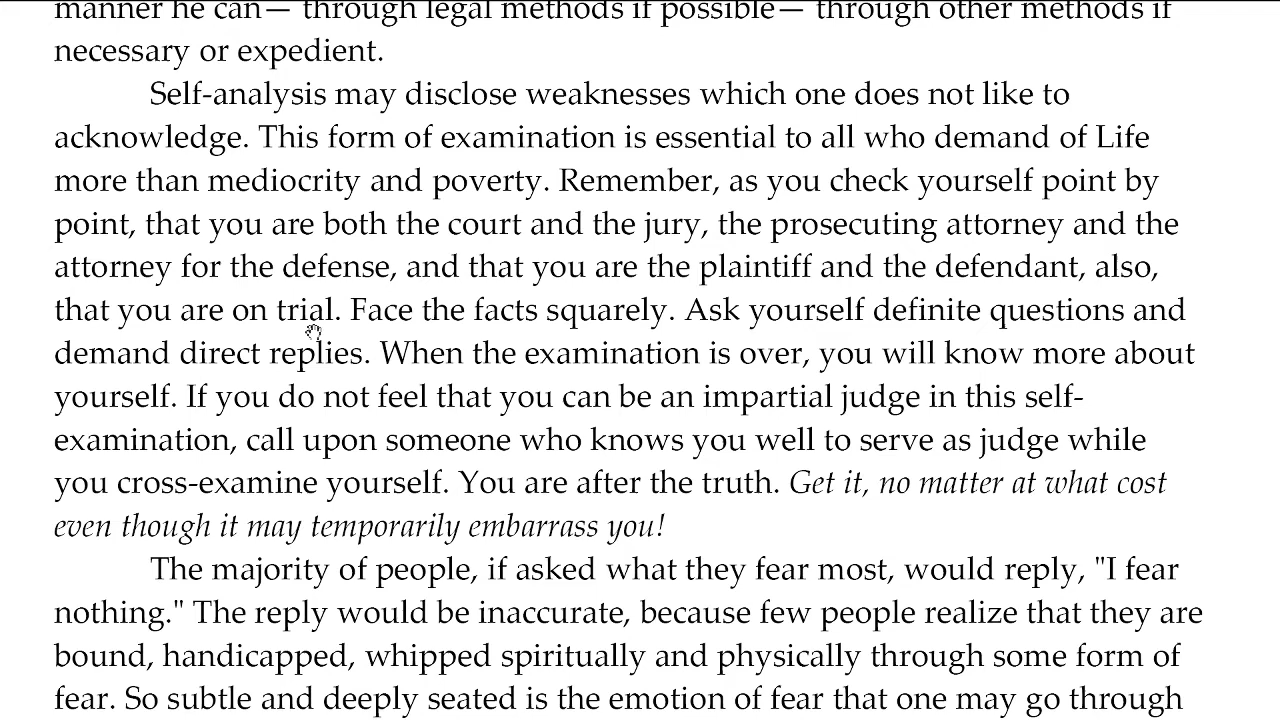 manner he can— through legal methods if possible— through other methods if
necessary or expedient.
Self-analysis may disclose weaknesses which one does not like to
acknowledge. This form of examination is essential to all who demand of Life
more than mediocrity and poverty. Remember, as you check yourself point by
point, that you are both the court and the jury, the prosecuting attorney and the
attorney for the defense, and that you are the plaintiff and the defendant, also,
that you are on trial. Face the facts squarely. Ask yourself definite questions and
demand direct replies. When the examination is over, you will know more about
yourself. If you do not feel that you can be an impartial judge in this self-
examination, call upon someone who knows you well to serve as judge while
you cross-examine yourself. You are after the truth. Get it, no matter at what cost
even though it may temporarily embarrass you!
The majority of people, if asked what they fear most, would reply, "I fear
nothing." The reply would be inaccurate, because few people realize that they are
bound, handicapped, whipped spiritually and physically through some form of
fear. So subtle and deeply seated is the emotion of fear that one may go through